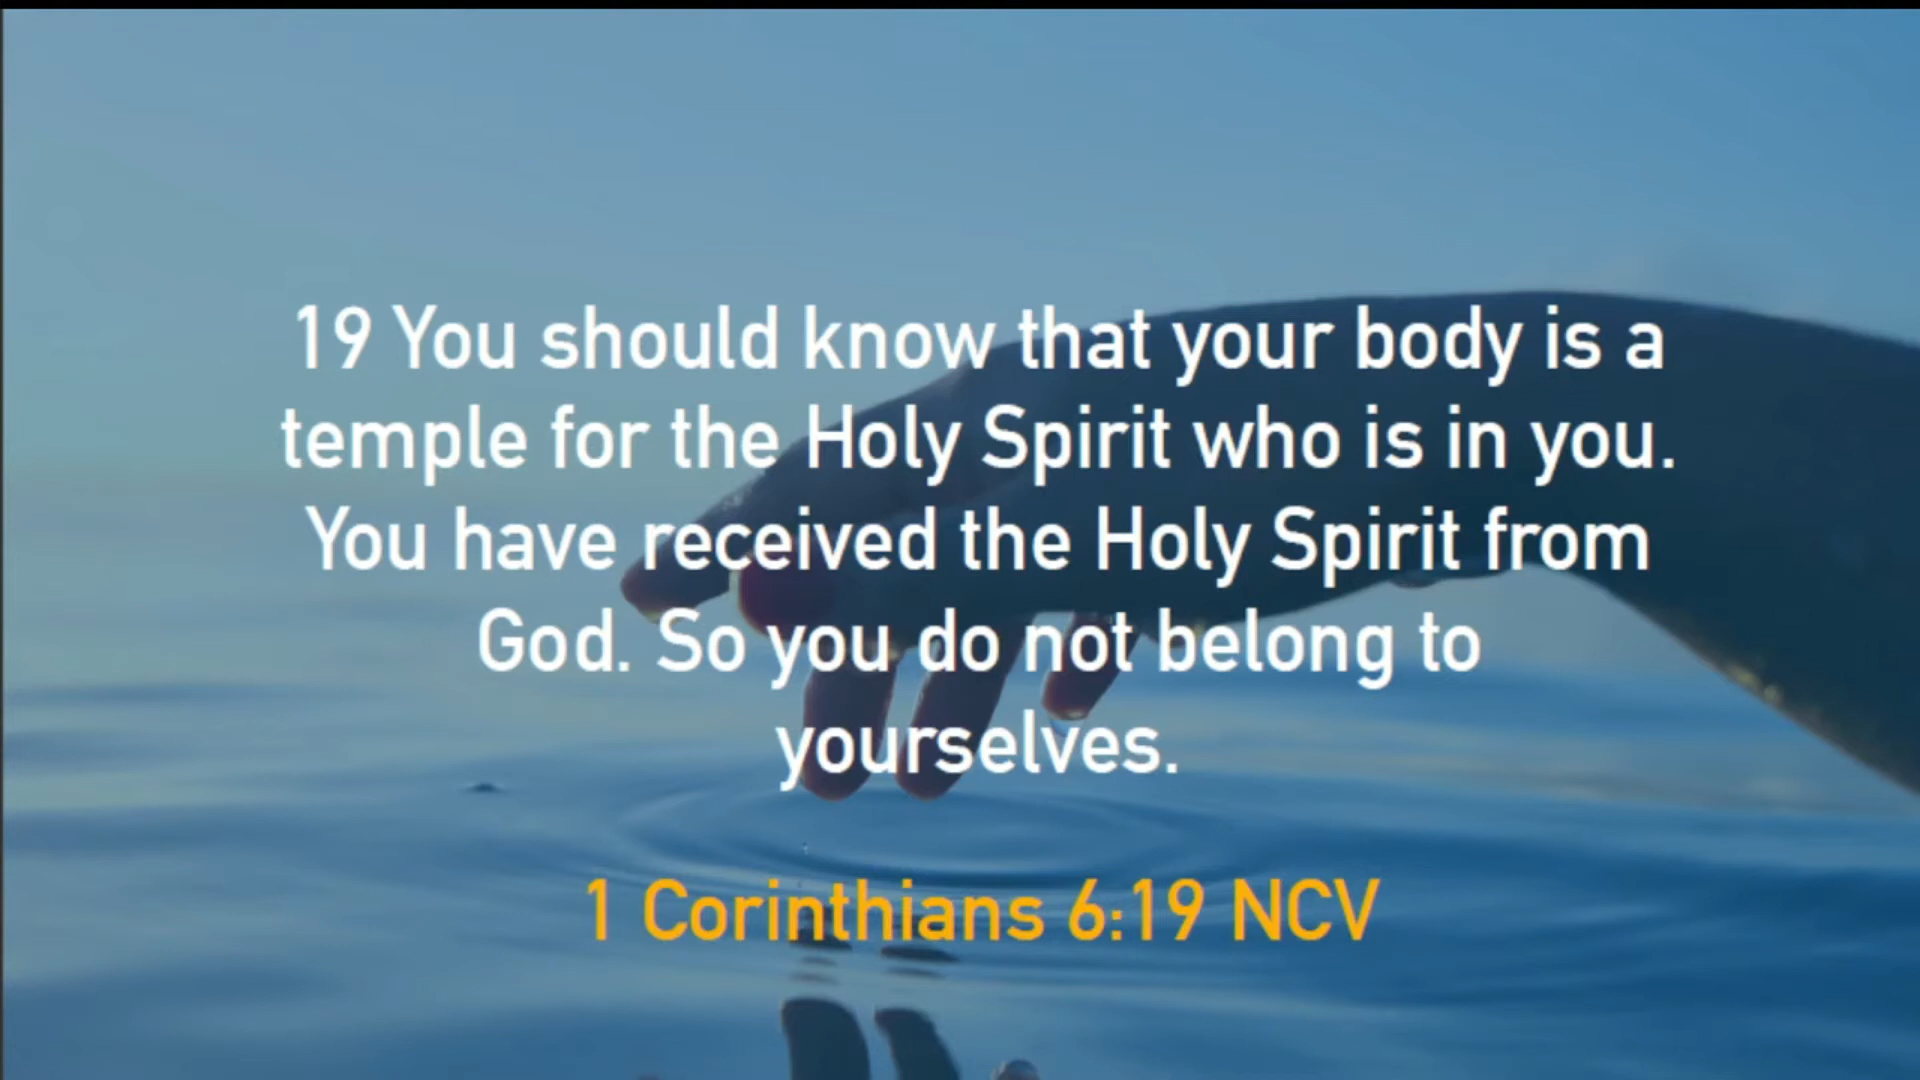 19 You should know that your body is a
temple for the Holy Spirit who is in you.
You have received the Holy Spirit from
God. So you do not belong to
yourselves.
1 Corinthians 6:19 NCV